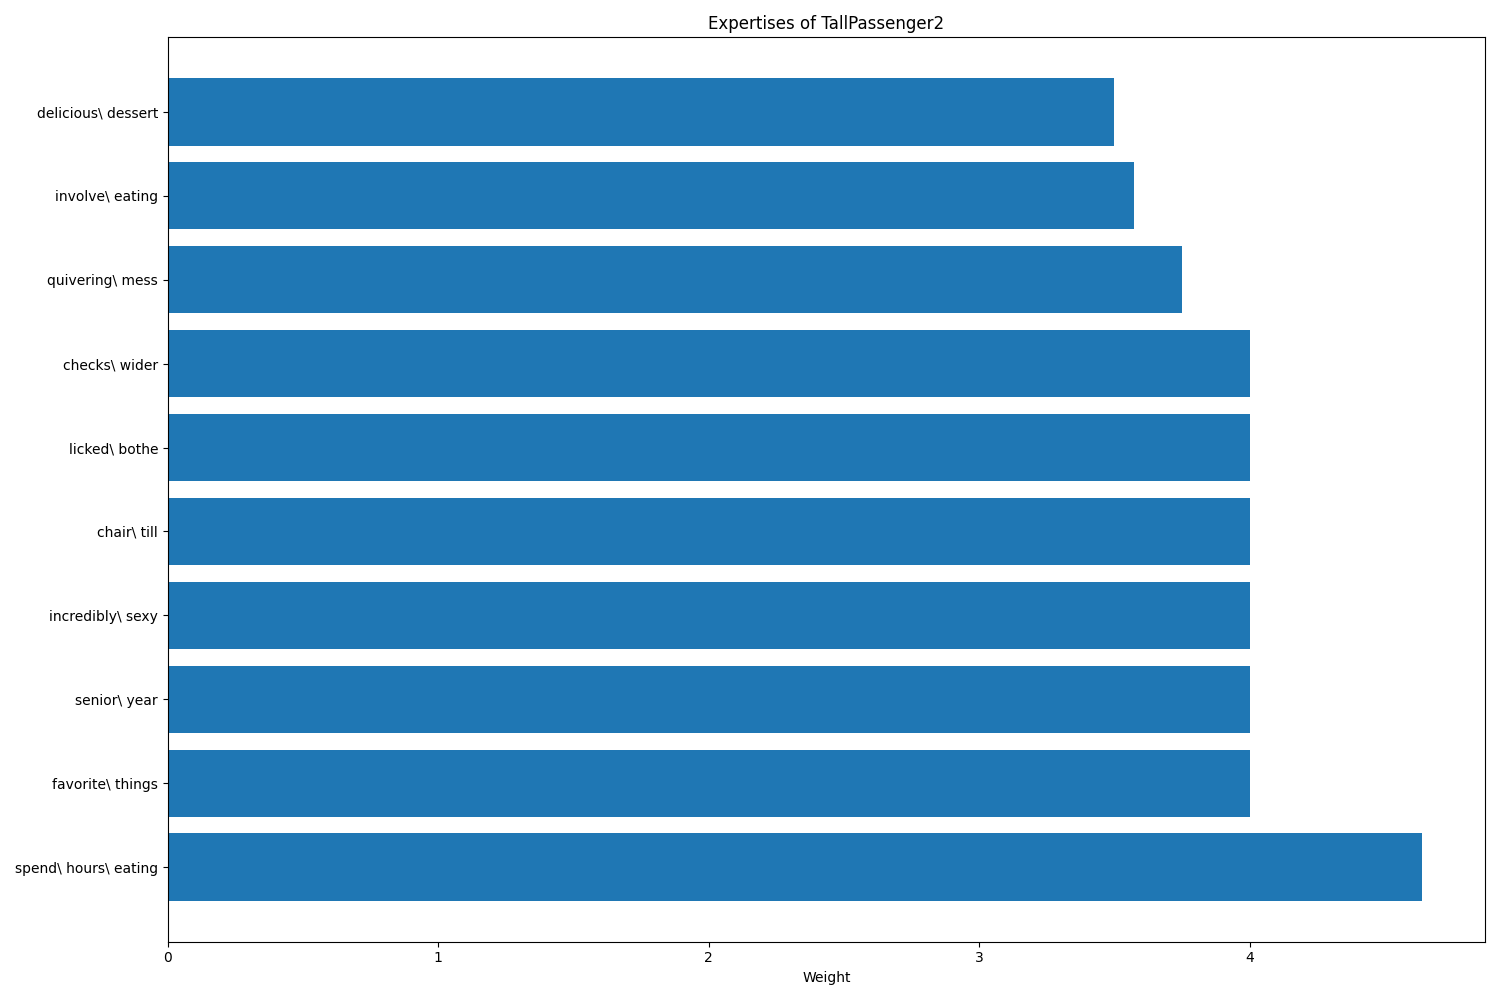 Expertises of TallPassenger2
delicious\ dessert
involve\ eating
quivering\ mess
checks\ wider
licked\ bothe
chair\ till
incredibly\ sexy
senior\ year
favorite\ things
spend\ hours\ eating
0 1 2 3 4
Weight